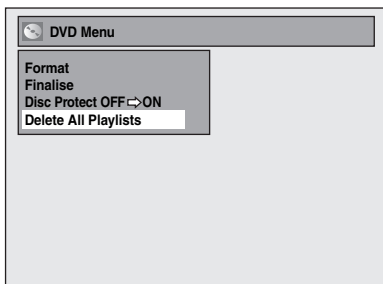 DVD Menu
Format
Finalise
Disc Protect OFF⇨ON
Delete All Playlists